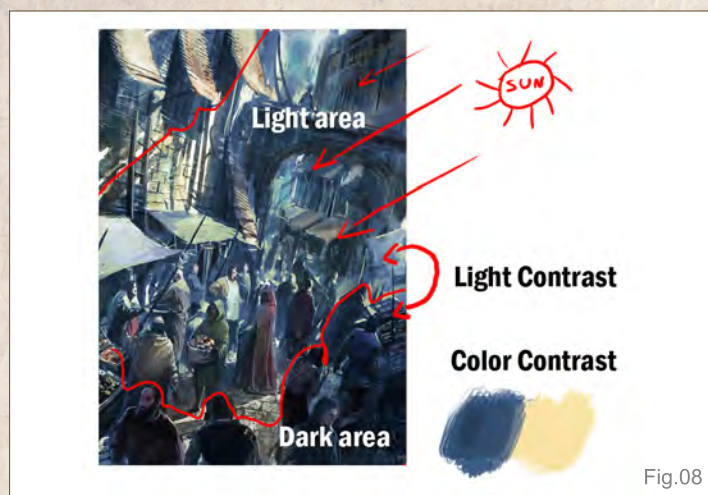 SUN
Light area
Light Contrast
Color Contrast
Dark area
Fig.08